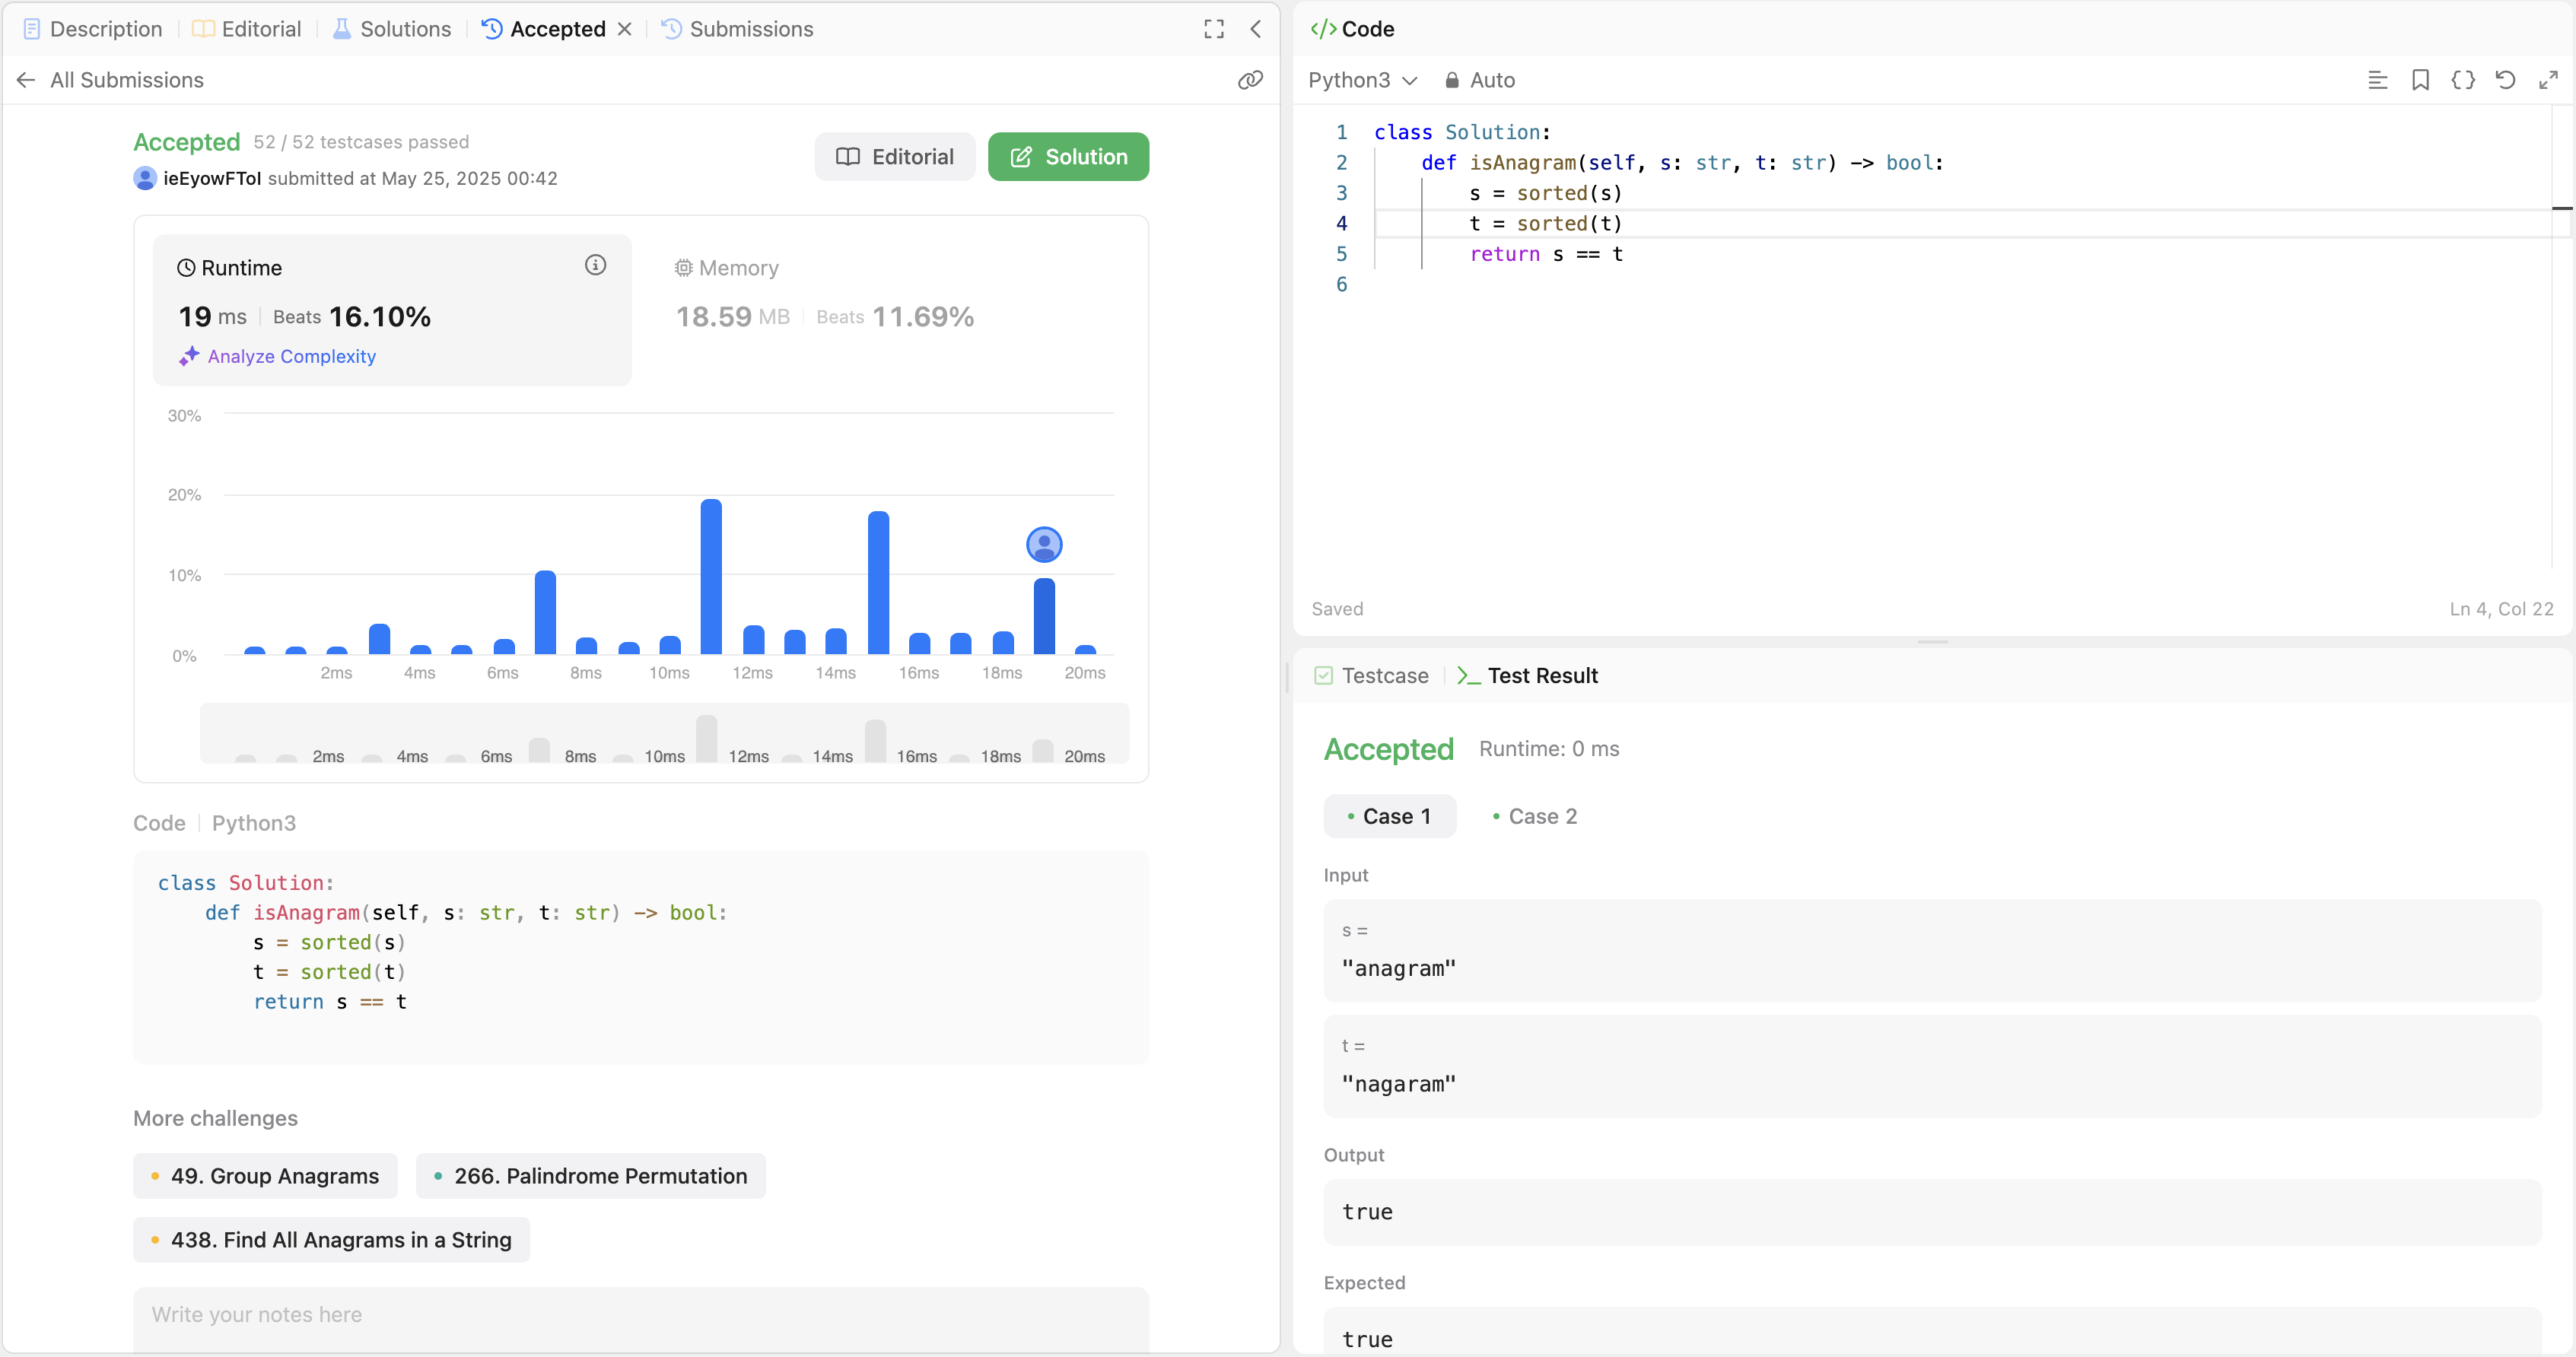 Description
Editorial
Solutions
Accepted
Submissions
All Submissions
Accepted 52 / 52 testcases passed
ieEyowFTol submitted at May 25, 2025 00:42
Editorial
Solution
Runtime
19 ms Beats 16.10%
Analyze Complexity
Memory
18.59 MB Beats 11.69%
30%
20%
10%
0%
2ms 4ms 6ms 8ms 10ms 12ms 14ms 16ms 18ms 20ms
2ms 4ms 6ms 8ms 10ms 12ms 14ms 16ms 18ms 20ms
Code Python3
class Solution:
    def isAnagram(self, s: str, t: str) -> bool:
        s = sorted(s)
        t = sorted(t)
        return s == t
More challenges
49. Group Anagrams
266. Palindrome Permutation
438. Find All Anagrams in a String
Write your notes here
</> Code
Python3 Auto
1 class Solution:
2     def isAnagram(self, s: str, t: str) -> bool:
3         s = sorted(s)
4         t = sorted(t)
5         return s == t
6
Saved
Ln 4, Col 22
Testcase
>_ Test Result
Accepted Runtime: 0 ms
Case 1
Case 2
Input
s =
"anagram"
t =
"nagaram"
Output
true
Expected
true